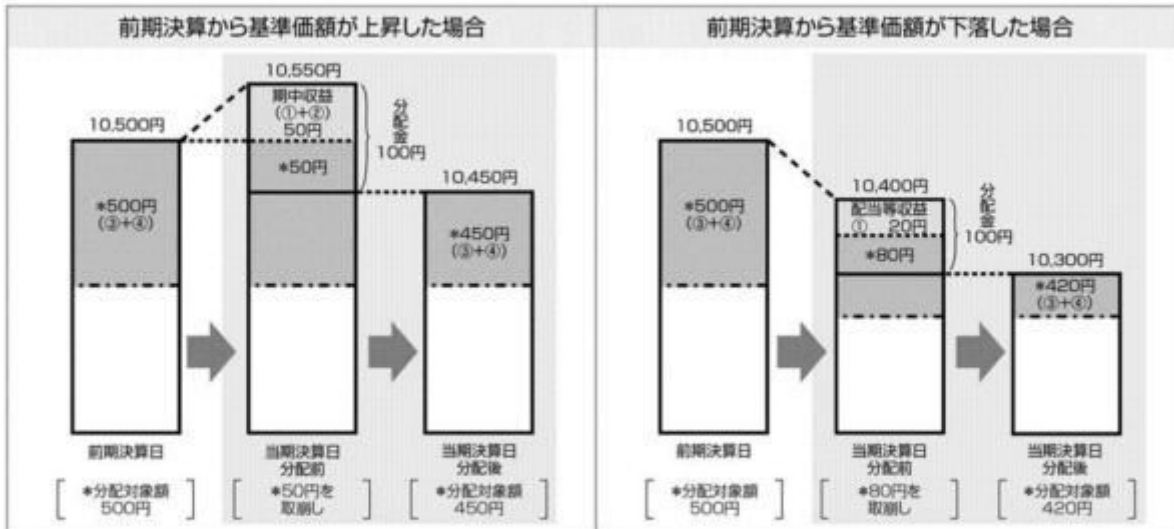 前期決算から基準価額が上昇した場合
10,500円
*500円
(③+④)
10,550円
期中収益
(①+②)
50円
*50円
分配金
100円
10,450円
*450円
(③+④)
前期決算日
当期決算日
分配前
当期決算日
分配後
*分配対象額
500円
*50円を
取崩し
*分配対象額
450円
前期決算から基準価額が下落した場合
10,500円
*500円
(③+④)
10,400円
配当等収益
① 20円
*80円
分配金
100円
10,300円
*420円
(③+④)
前期決算日
当期決算日
分配前
当期決算日
分配後
*分配対象額
500円
*80円を
取崩し
*分配対象額
420円